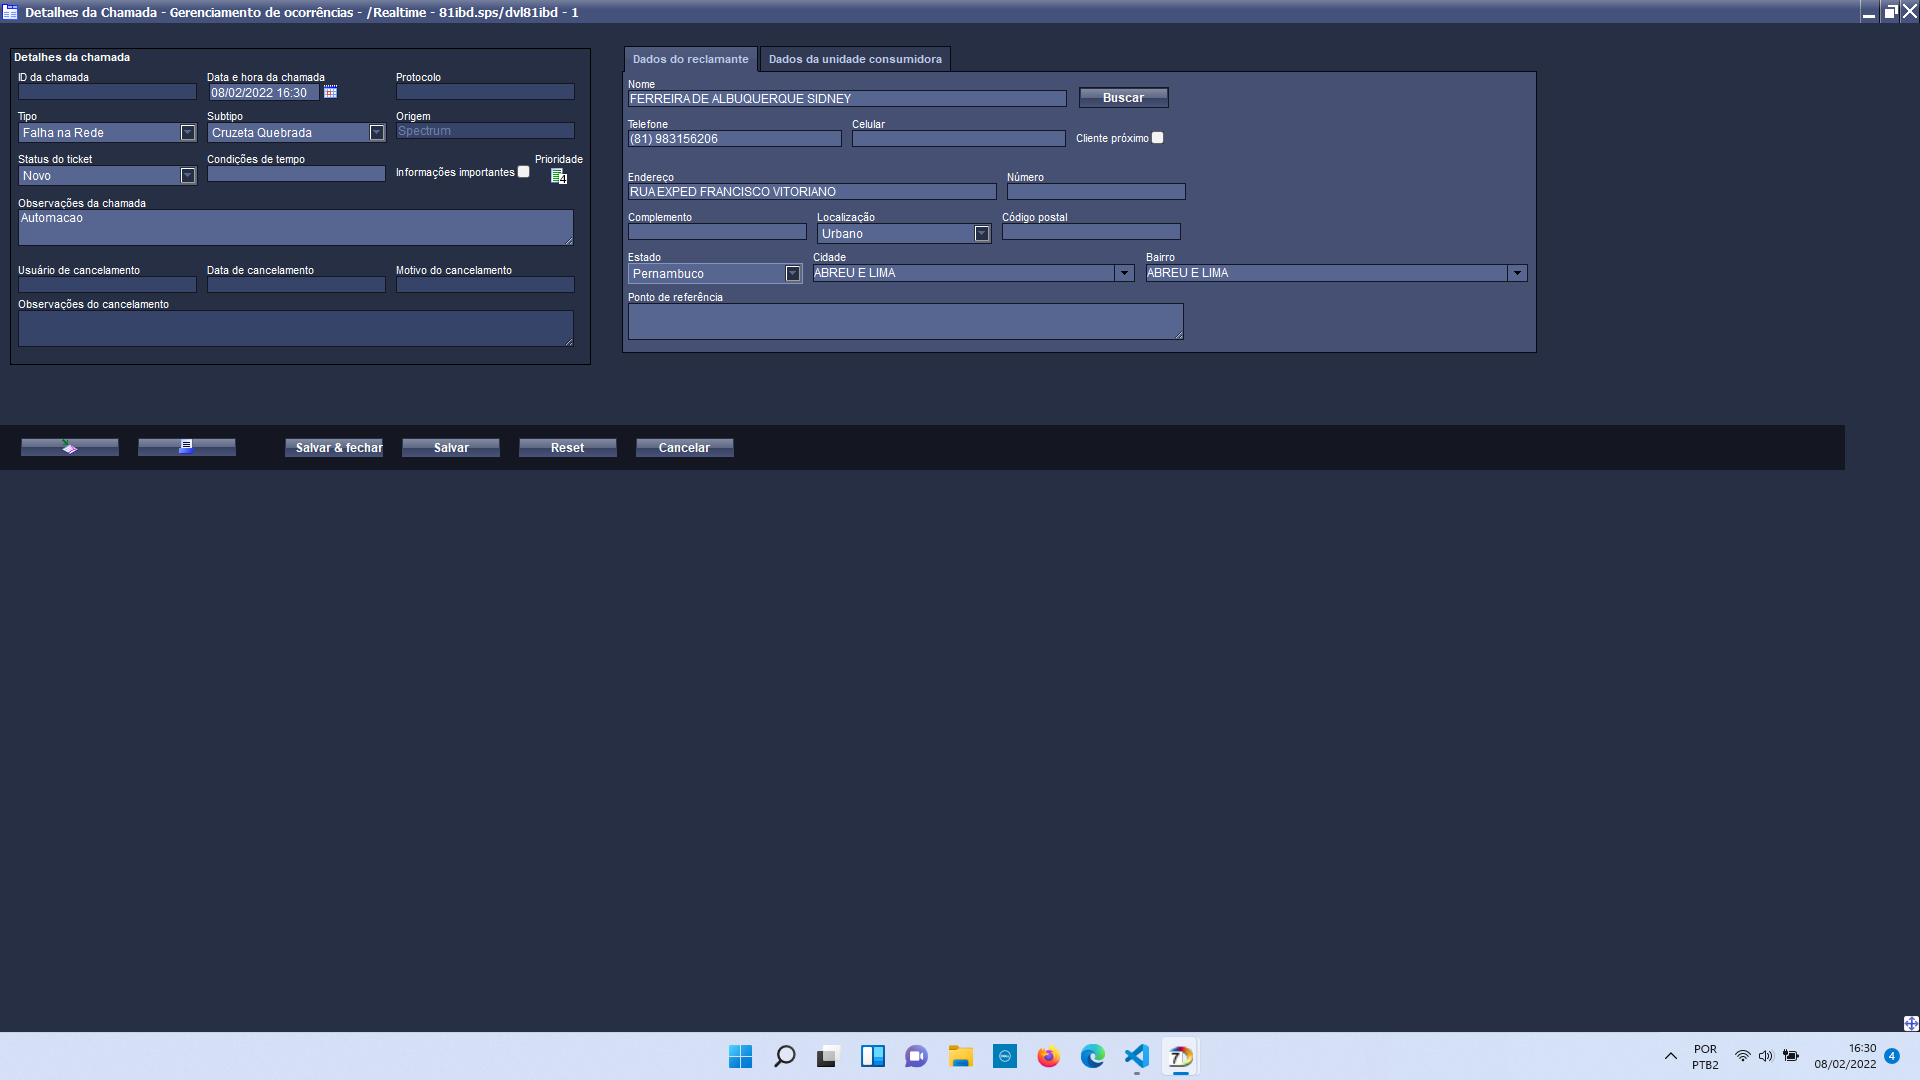 Detalhes da Chamada - Gerenciamento de ocorrências - /Realtime - 81ibd.sps/dvl81ibd - 1
Detalhes da chamada
ID da chamada
Data e hora da chamada
Protocolo
08/02/2022 16:30
Tipo
Subtipo
Origem
Falha na Rede
Cruzeta Quebrada
Spectrum
Status do ticket
Condições de tempo
Informações importantes
Prioridade
Novo
4
Observações da chamada
Automacao
Usuário de cancelamento
Data de cancelamento
Motivo do cancelamento
Observações do cancelamento
Dados do reclamante
Dados da unidade consumidora
Nome
FERREIRA DE ALBUQUERQUE SIDNEY
Buscar
Telefone
Celular
(81) 983156206
Cliente próximo
Endereço
Número
RUA EXPED FRANCISCO VITORIANO
Complemento
Localização
Código postal
Urbano
Estado
Cidade
Bairro
Pernambuco
ABREU E LIMA
ABREU E LIMA
Ponto de referência
Salvar & fechar
Salvar
Reset
Cancelar
7
POR
PTB2
16:30
08/02/2022
4